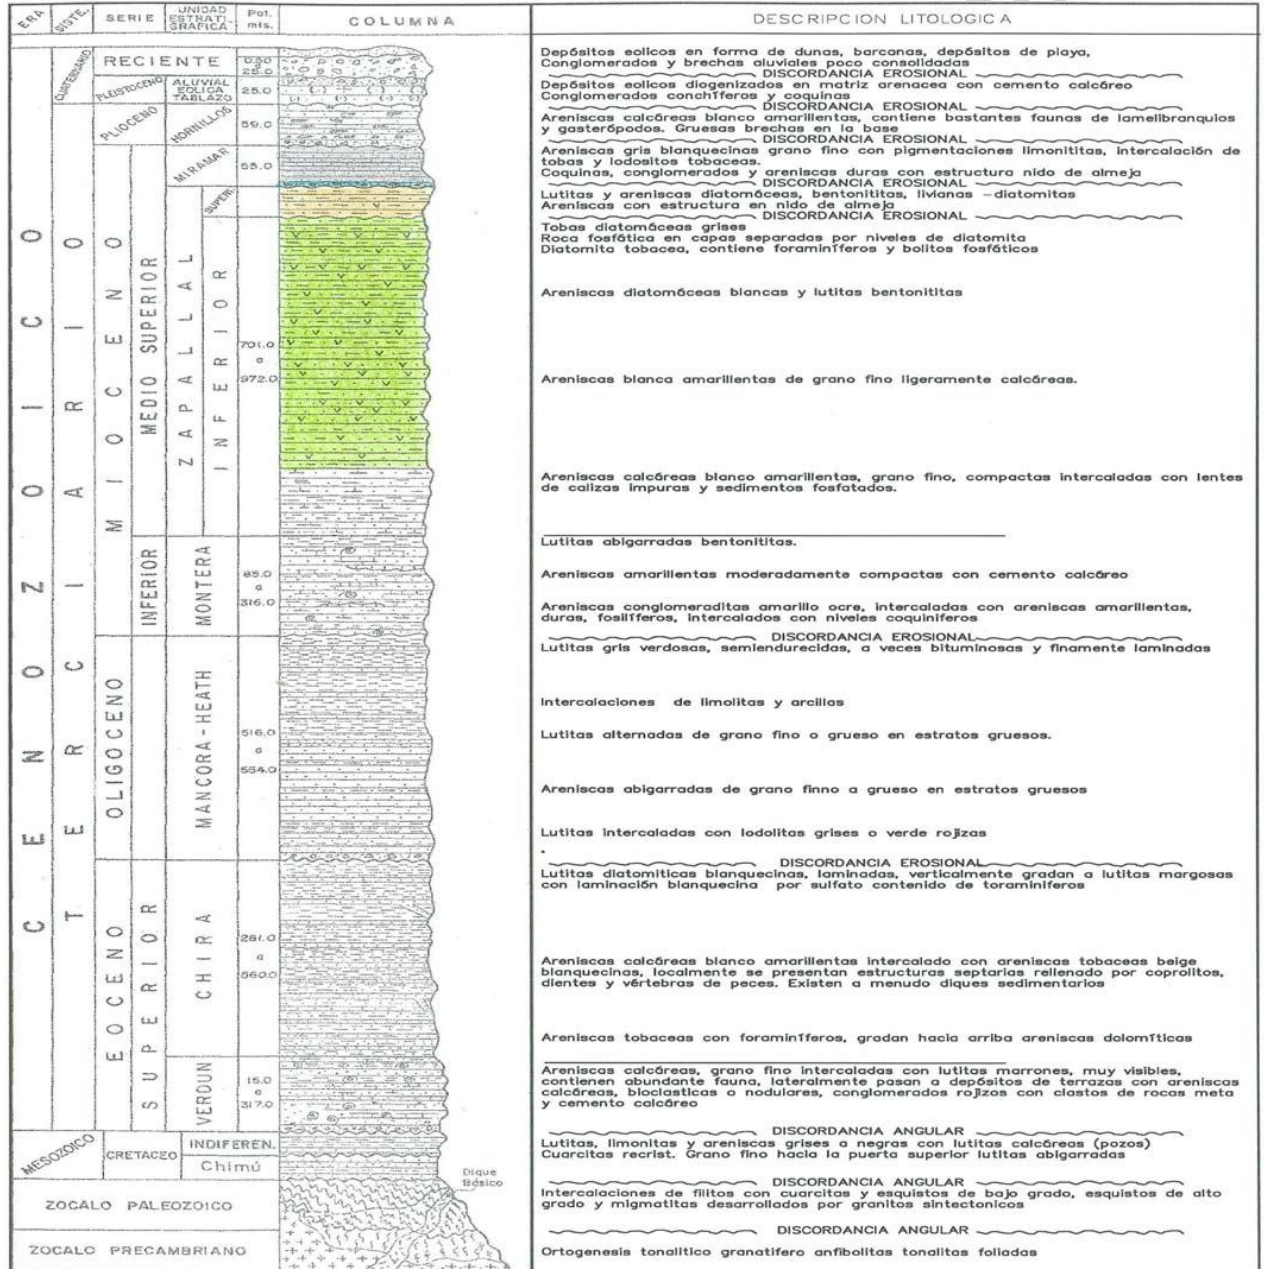 ERA
SISTE.
SERIE
UNIDAD
ESTRATI-
GRAFICA
Pot.
mts.
COLUMNA
DESCRIPCION LITOLOGICA
CENOZOICO
CUATERNARIO
TERCIARIO
RECIENTE
25.0
PLEISTOCENO
ALUVIAL
EOLICA
TABLAZO
25.0
PLIOCENO
HORNILLOS
59.0
MIOCENO
MEDIO SUPERIOR
MIRAMAR
55.0
ZAPALLAL
SUPERI.
INFERIOR
701.0
a
972.0
INFERIOR
MONTERA
85.0
a
316.0
OLIGOCENO
MANCORA-HEATH
516.0
a
554.0
EOCENO
SUPERIOR
CHIRA
281.0
a
560.0
VERDUN
15.0
a
317.0
MESOZOICO
CRETACEO
INDIFEREN.
Chimú
Dique
Básico
ZOCALO PALEOZOICO
ZOCALO PRECAMBRIANO
Depósitos eolicos en forma de dunas, barcanas, depósitos de playa,
Conglomerados y brechas aluviales poco consolidadas
DISCORDANCIA EROSIONAL
Depósitos eolicos diogenizados en matriz arenacea con cemento calcáreo
Conglomerados conchíferos y coquinas
DISCORDANCIA EROSIONAL
Areniscas calcáreas blanco amarillentas, contiene bastantes faunas de lamelibranquios
y gasterópodos. Gruesas brechas en la base
DISCORDANCIA EROSIONAL
Areniscas gris blanquecinas grano fino con pigmentaciones limonititas, intercalación de
tobas y lodositos tobaceas.
Coquinas, conglomerados y areniscas duras con estructura nido de almeja
DISCORDANCIA EROSIONAL
Lutitas y areniscas diatomáceas, bentonititas, livianas -diatomitas
Areniscas con estructura en nido de almeja
DISCORDANCIA EROSIONAL
Tobas diatomáceas grises
Roca fosfática en capas separadas por niveles de diatomita
Diatomita tobacea, contiene foraminíferos y bolitos fosfáticos
Areniscas diatomáceas blancas y lutitas bentonititas
Areniscas blanca amarillentas de grano fino ligeramente calcáreas.
Areniscas calcáreas blanco amarillentas, grano fino, compactas intercaladas con lentes
de calizas impuras y sedimentos fosfatados.
Lutitas abigarradas bentonititas.
Areniscas amarillentas moderadamente compactas con cemento calcáreo
Areniscas conglomeraditas amarillo ocre, intercaladas con areniscas amarillentas,
duras, fosilíferos, intercalados con niveles coquiniferos
DISCORDANCIA EROSIONAL
Lutitas gris verdosas, semiendurecidas, a veces bituminosas y finamente laminadas
Intercalaciones de limolitas y arcillas
Lutitas alternadas de grano fino o grueso en estratos gruesos.
Areniscas abigarradas de grano finno a grueso en estratos gruesos
Lutitas intercaladas con lodolitas grises o verde rojizas
DISCORDANCIA EROSIONAL
Lutitas diatomiticas blanquecinas, laminadas, verticalmente gradan a lutitas margosas
con laminación blanquecina por sulfato contenido de toraminiferos
Areniscas calcáreas blanco amarillentas intercalado con areniscas tobaceas beige
blanquecinas, localmente se presentan estructuras septarias rellenado por coprolitos,
dientes y vértebras de peces. Existen a menudo diques sedimentarios
Areniscas tobaceas con foraminíferos, gradan hacia arriba areniscas dolomíticas
Areniscas calcáreas, grano fino intercaladas con lutitas marrones, muy visibles,
contienen abundante fauna, lateralmente pasan a depósitos de terrazas con areniscas
calcáreas, bioclasticas o nodulares, conglomerados rojizos con clastos de rocas meta
y cemento calcáreo
DISCORDANCIA ANGULAR
Lutitas, limonitas y areniscas grises a negras con lutitas calcáreas (pozos)
Cuarcitas recrist. Grano fino hacia la puerta superior lutitas abigarradas
DISCORDANCIA ANGULAR
Intercalaciones de filitos con cuarcitas y esquistos de bajo grado, esquistos de alto
grado y migmatitas desarrollados por granitos sintectonicos
DISCORDANCIA ANGULAR
Ortogenesis tonalitico granatifero anfibolitas tonalitas foliadas